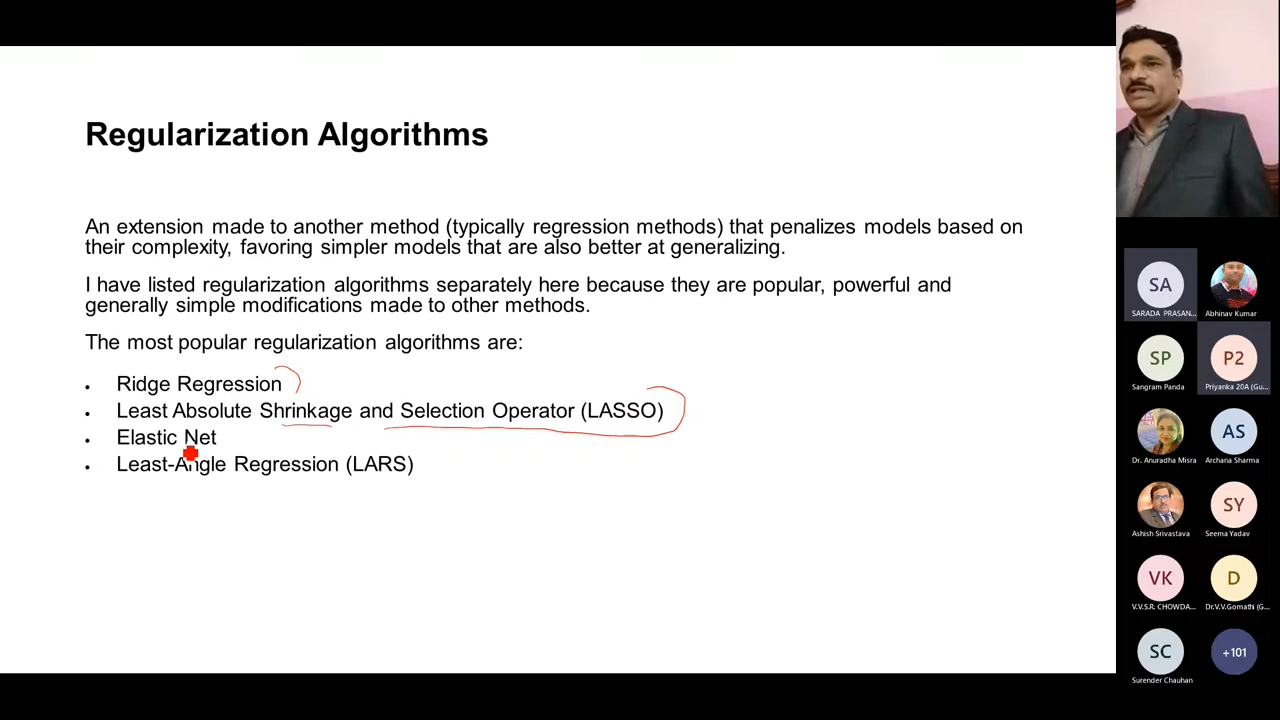 Regularization Algorithms
An extension made to another method (typically regression methods) that penalizes models based on
their complexity, favoring simpler models that are also better at generalizing.
I have listed regularization algorithms separately here because they are popular, powerful and
generally simple modifications made to other methods.
The most popular regularization algorithms are:
• Ridge Regression
• Least Absolute Shrinkage and Selection Operator (LASSO)
• Elastic Net
• Least-Angle Regression (LARS)
SA
SARADA PRASAN...
Abhinav Kumar
SP
Sangram Panda
P2
Priyanka 20A (Gu...
Dr. Anuradha Misra
AS
Archana Sharma
Ashish Srivastava
SY
Seema Yadav
VK
V.V.S.R. CHOWDA...
D
Dr.V.V.Gomathi (G...
SC
Surender Chauhan
+101